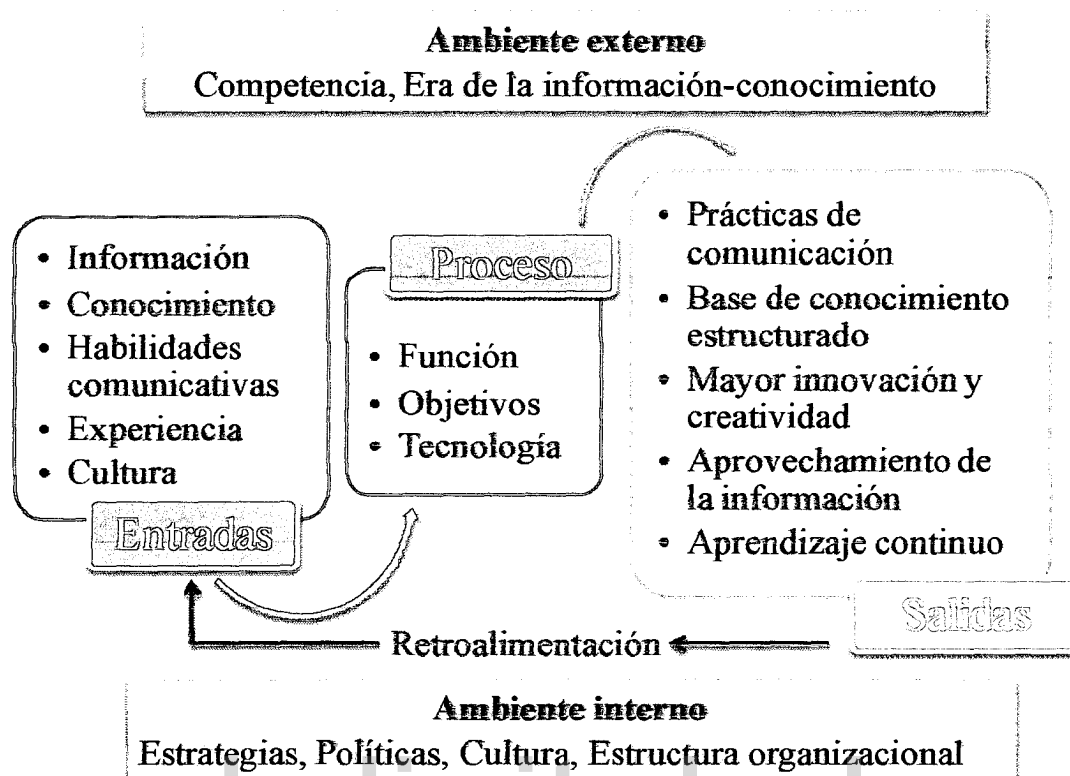 Ambiente externo
Competencia, Era de la información-conocimiento
• Información
• Conocimiento
• Habilidades
comunicativas
• Experiencia
• Cultura
Entradas
Proceso
• Función
• Objetivos
• Tecnología
• Prácticas de
comunicación
• Base de conocimiento
estructurado
• Mayor innovación y
creatividad
• Aprovechamiento de
la información
• Aprendizaje continuo
Salidas
Retroalimentación
Ambiente interno
Estrategias, Políticas, Cultura, Estructura organizacional